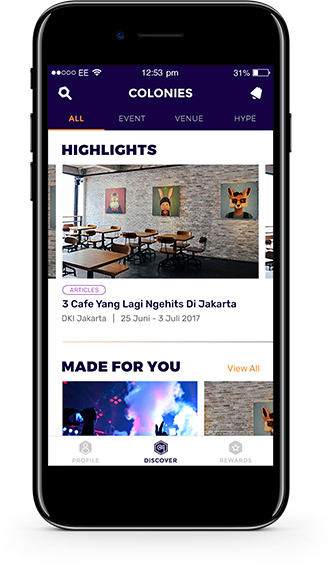 EE 12:53 pm 31%
COLONIES
ALL EVENT VENUE HYPE
HIGHLIGHTS
ARTICLES
3 Cafe Yang Lagi Ngehits Di Jakarta
DKI Jakarta | 25 Juni - 3 Juli 2017
MADE FOR YOU View All
PROFILE DISCOVER REWARDS